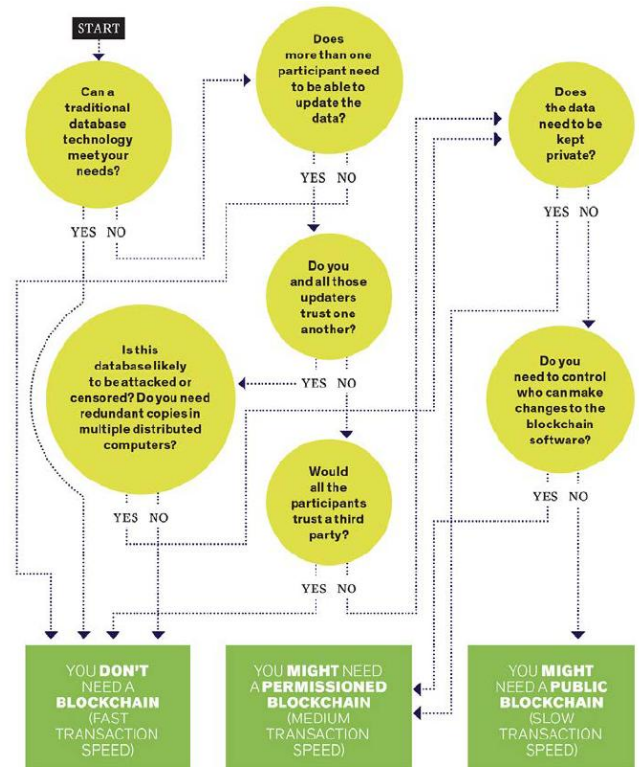 START
Can a
traditional
database
technology
meet your
needs?
YES NO
Does
more than one
participant need
to be able to
update the
data?
YES NO
Does
the data
need to be
kept
private?
YES NO
Do you
and all those
updaters
trust one
another?
YES NO
Is this
database likely
to be attacked or
censored? Do you need
redundant copies in
multiple distributed
computers?
YES NO
Do you
need to control
who can make
changes to the
blockchain
software?
YES NO
Would
all the
participants
trust a third
party?
YES NO
YOU DON'T
NEED A
BLOCKCHAIN
(FAST
TRANSACTION
SPEED)
YOU MIGHT NEED
A PERMISSIONED
BLOCKCHAIN
(MEDIUM
TRANSACTION
SPEED)
YOU MIGHT
NEED A PUBLIC
BLOCKCHAIN
(SLOW
TRANSACTION
SPEED)